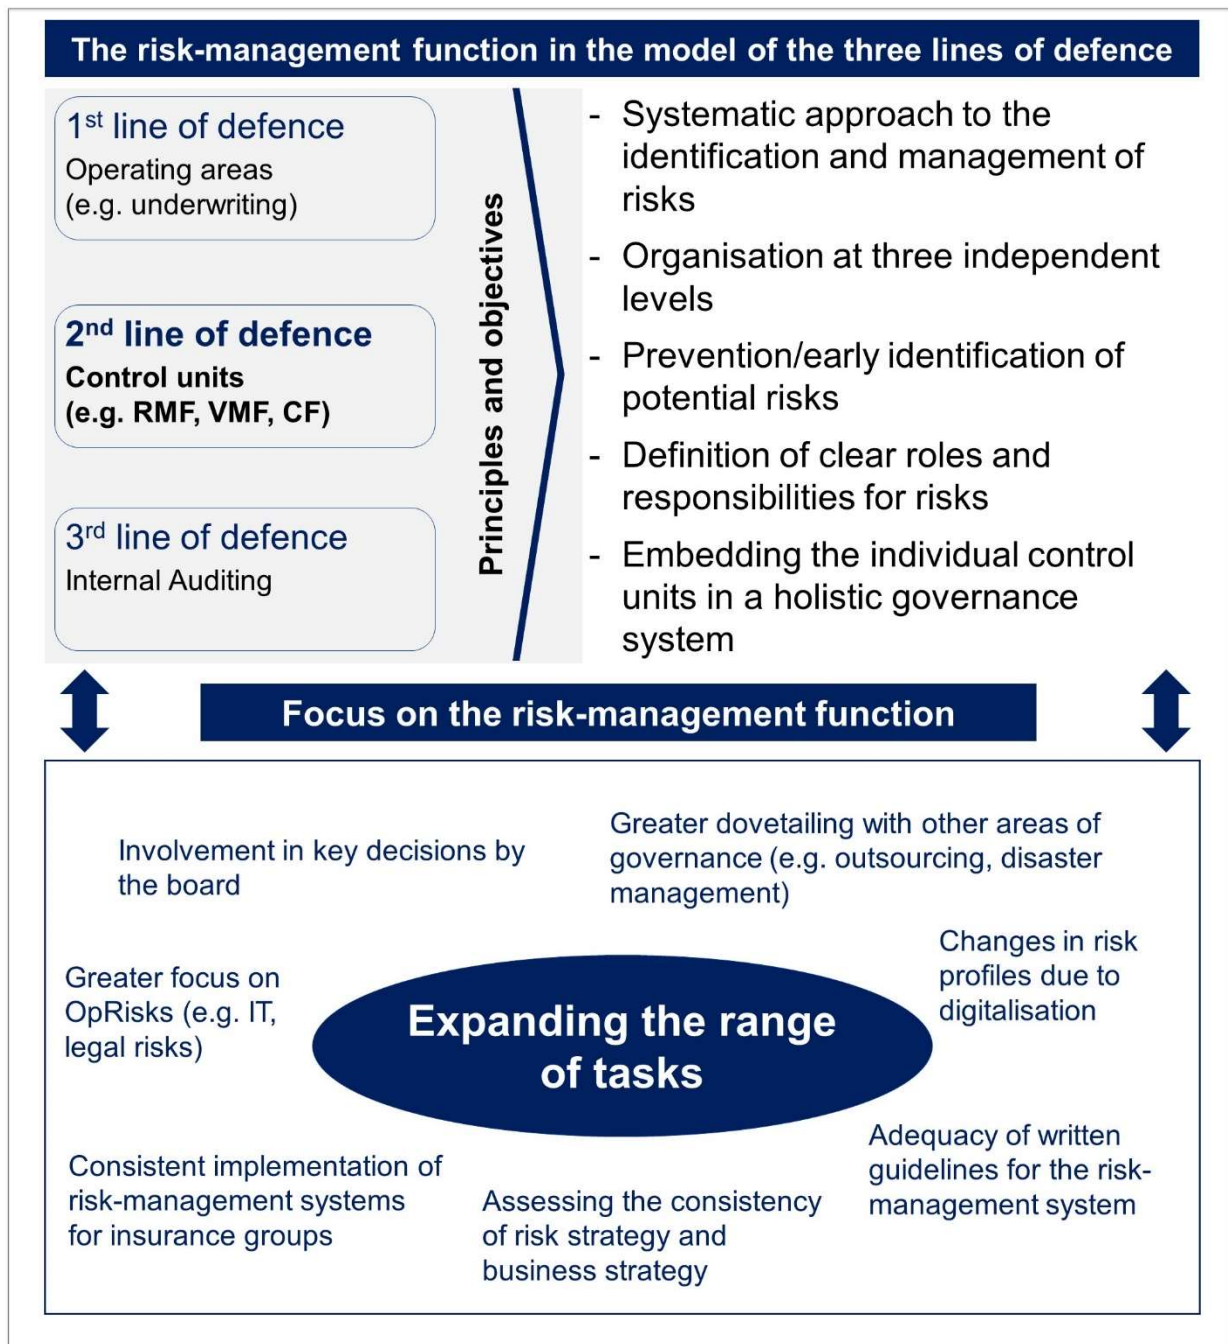 The risk-management function in the model of the three lines of defence
1st line of defence
Operating areas
(e.g. underwriting)
2nd line of defence
Control units
(e.g. RMF, VMF, CF)
3rd line of defence
Internal Auditing
Principles and objectives
- Systematic approach to the
identification and management of
risks
- Organisation at three independent
levels
- Prevention/early identification of
potential risks
- Definition of clear roles and
responsibilities for risks
- Embedding the individual control
units in a holistic governance
system
Focus on the risk-management function
Involvement in key decisions by
the board
Greater dovetailing with other areas of
governance (e.g. outsourcing, disaster
management)
Greater focus on
OpRisks (e.g. IT,
legal risks)
Changes in risk
profiles due to
digitalisation
Expanding the range
of tasks
Consistent implementation of
risk-management systems
for insurance groups
Assessing the consistency
of risk strategy and
business strategy
Adequacy of written
guidelines for the risk-
management system